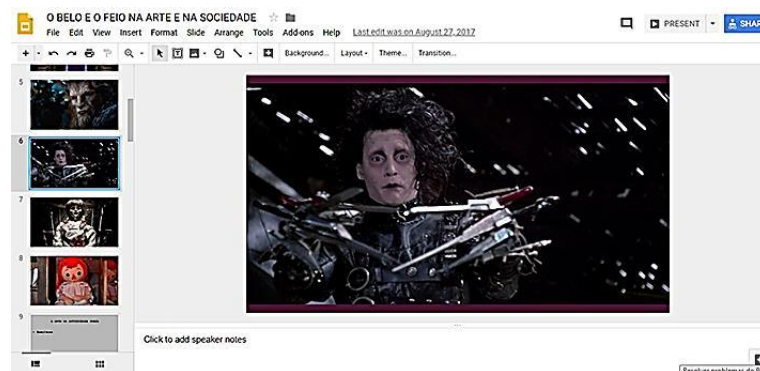 O BELO E O FEIO NA ARTE E NA SOCIEDADE
PRESENT
SHAR
File Edit View Insert Format Slide Arrange Tools Add-ons Help Last edit was on August 27, 2017
Background... Layout Theme... Transition...
5
6
7
8
9
Click to add speaker notes